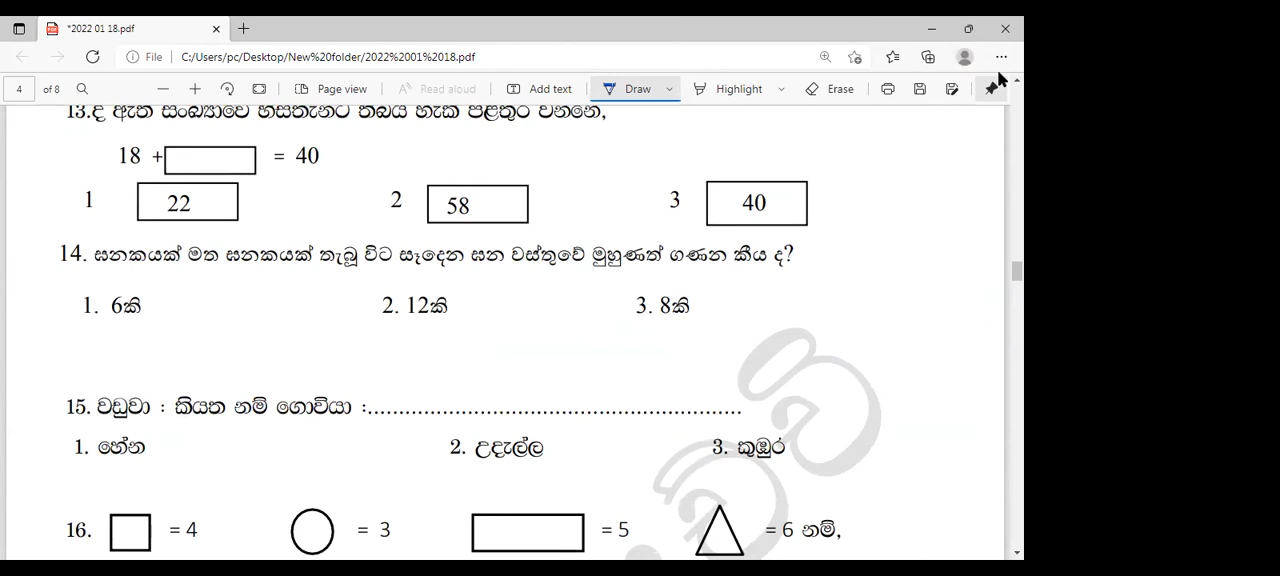 *2022 01 18.pdf
File C:/Users/pc/Desktop/New%20folder/2022%2001%2018.pdf
4 of 8 Page view Read aloud Add text Draw Highlight Erase
13.ද ඇති සංඛ්‍යාවේ හිස්තැනට තිබිය හැකි පිළිතුර වන්නේ,
18 + = 40
1 22 2 58 3 40
14. ඝනකයක් මත ඝනකයක් තැබූ විට සෑදෙන ඝන වස්තුවේ මුහුණත් ගණන කීය ද?
1. 6කි 2. 12කි 3. 8කි
15. වඩුවා : කියත නම් ගොවියා :............................................................
1. හේන 2. උදැල්ල 3. කුඹුර
16. = 4 = 3 = 5 = 6 නම්,